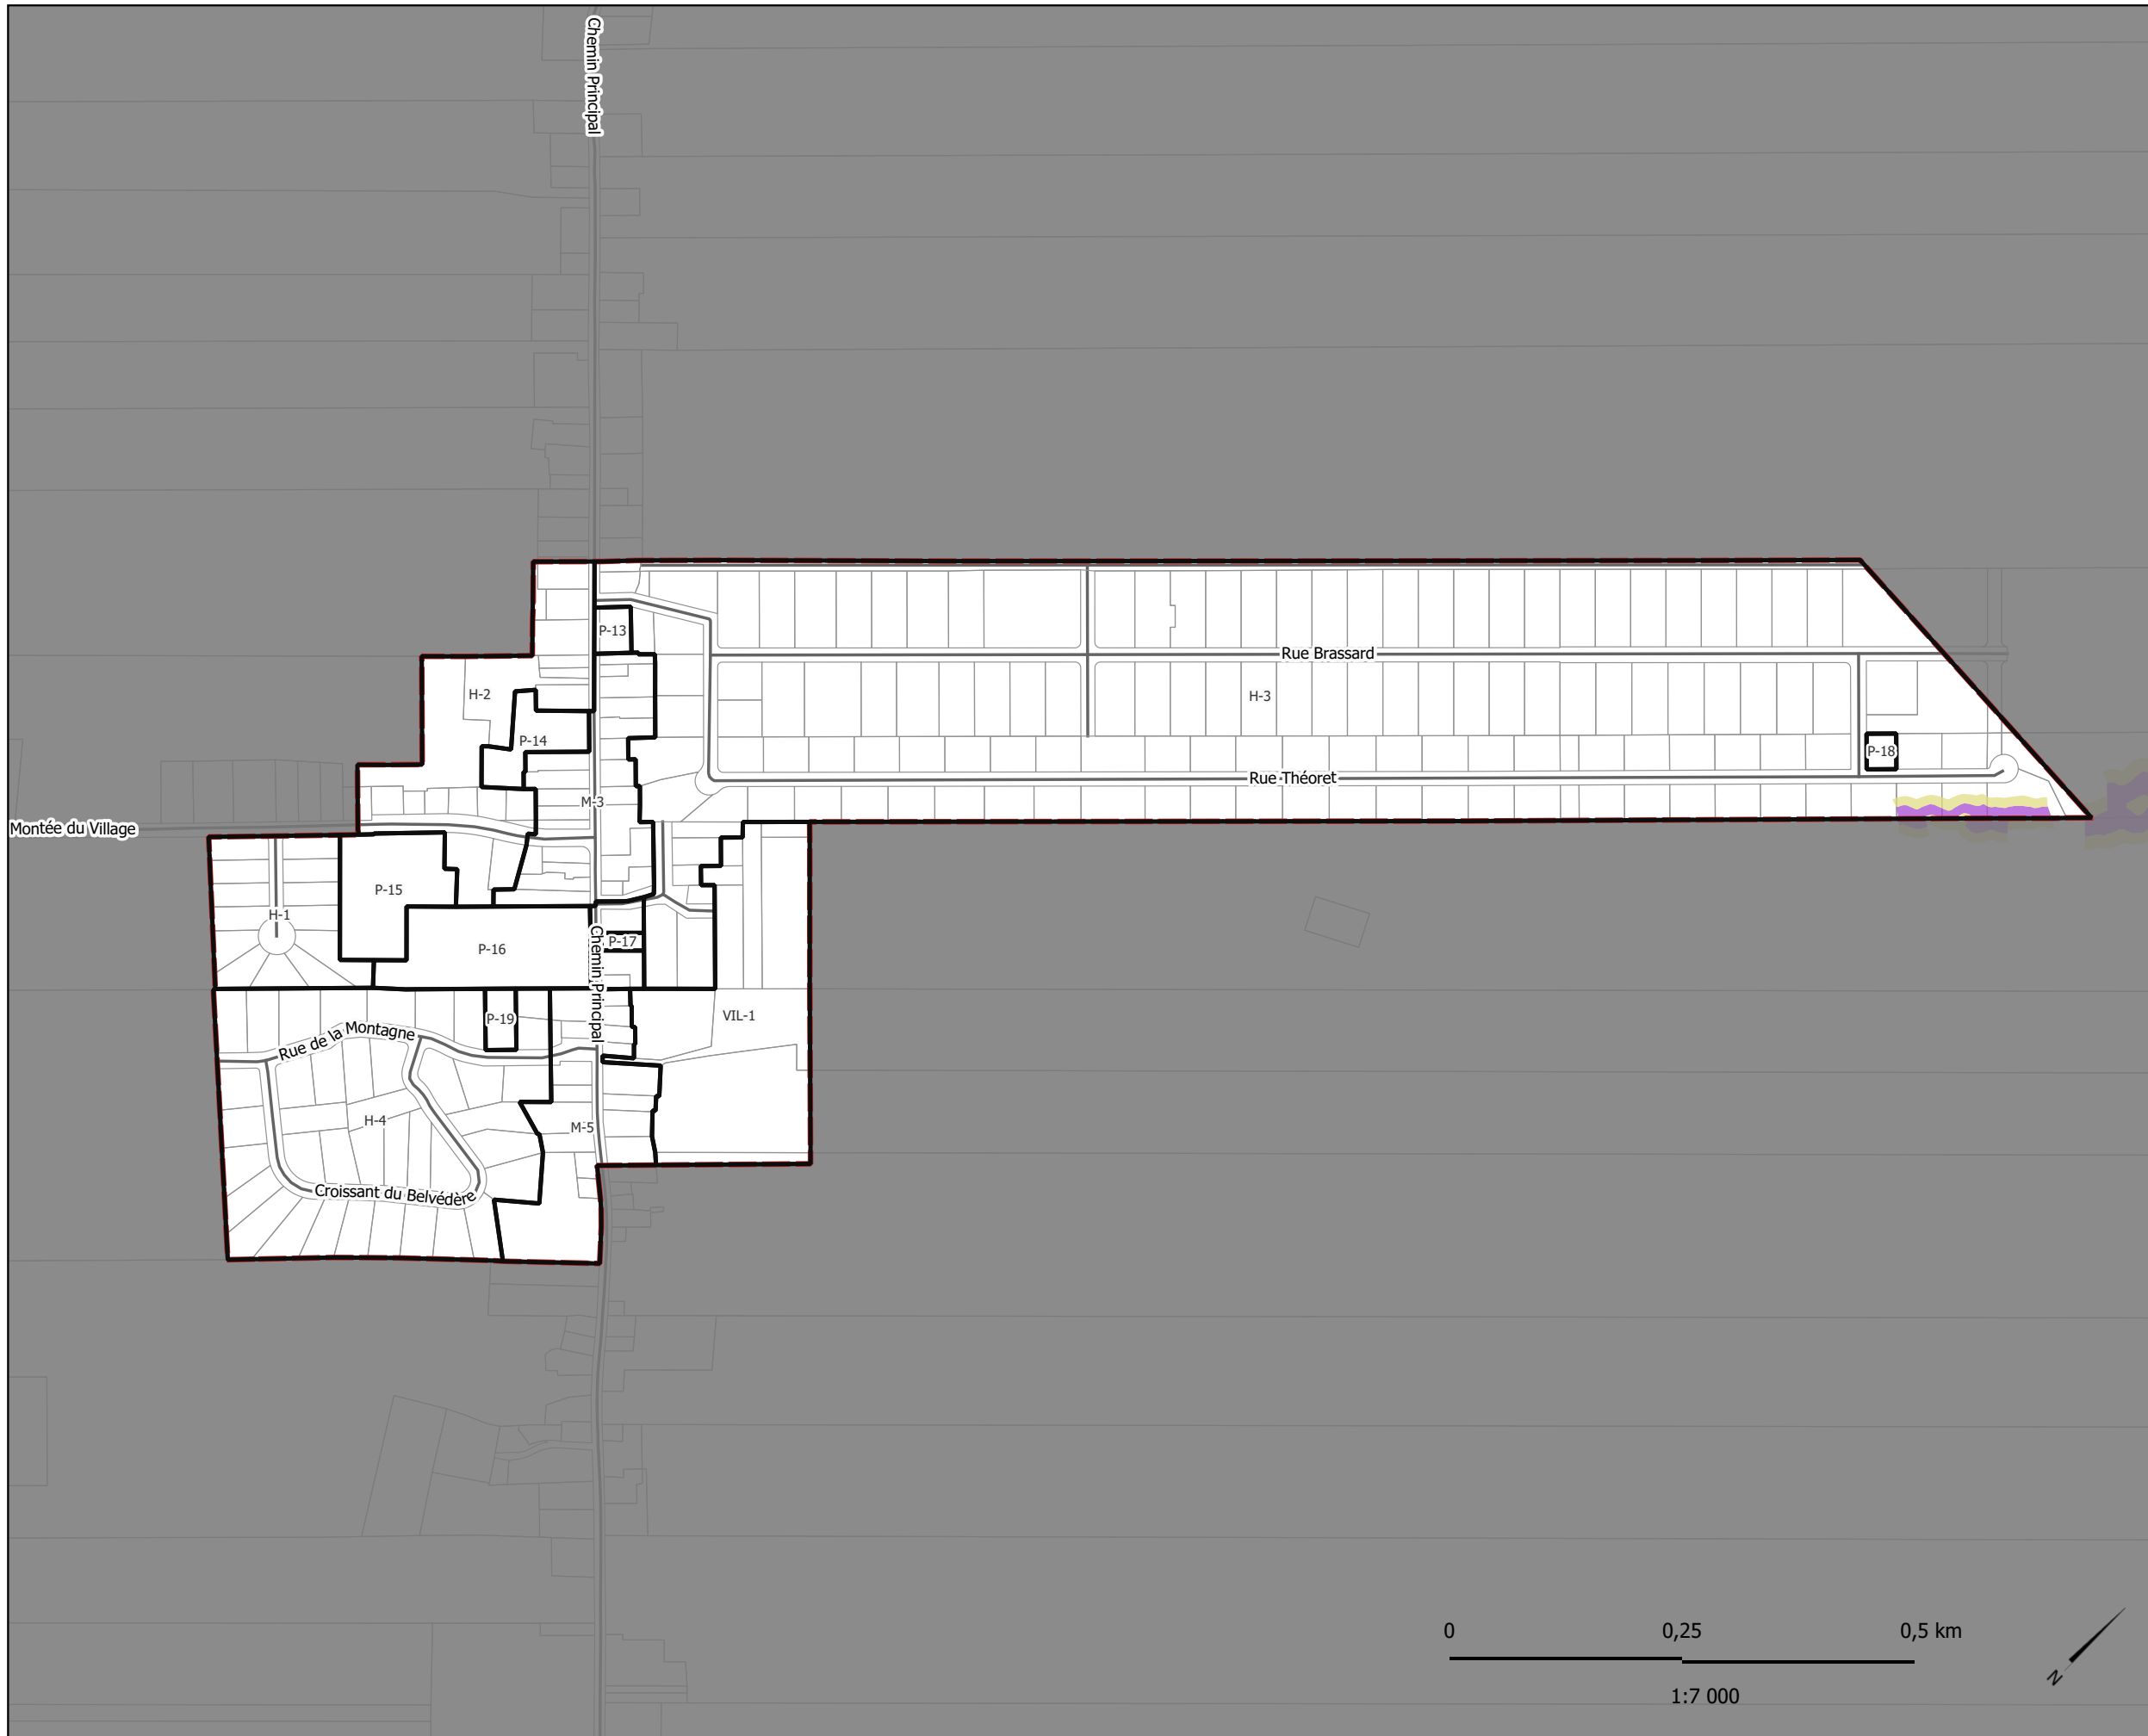 Chemin Principal
P-13
Rue Brassard
H-2
H-3
P-14
P-18
Rue Théoret
M-3
Montée du Village
P-15
H-1
P-17
P-16
Chemin Principal
VIL-1
P-19
Rue de la Montagne
H-4
M-5
Croissant du Belvédère
0 0,25 0,5 km
1:7 000
N